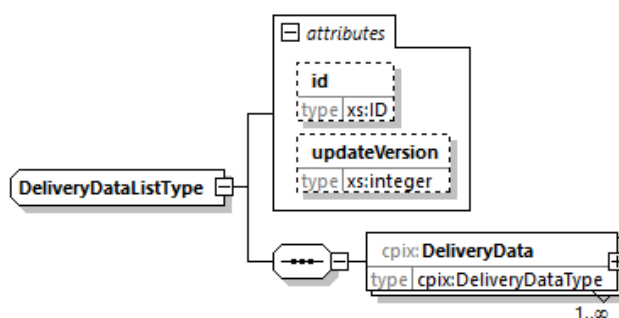 attributes
id
type xs:ID
updateVersion
type xs:integer
DeliveryDataListType
cpix:DeliveryData
type cpix:DeliveryDataType
1..∞